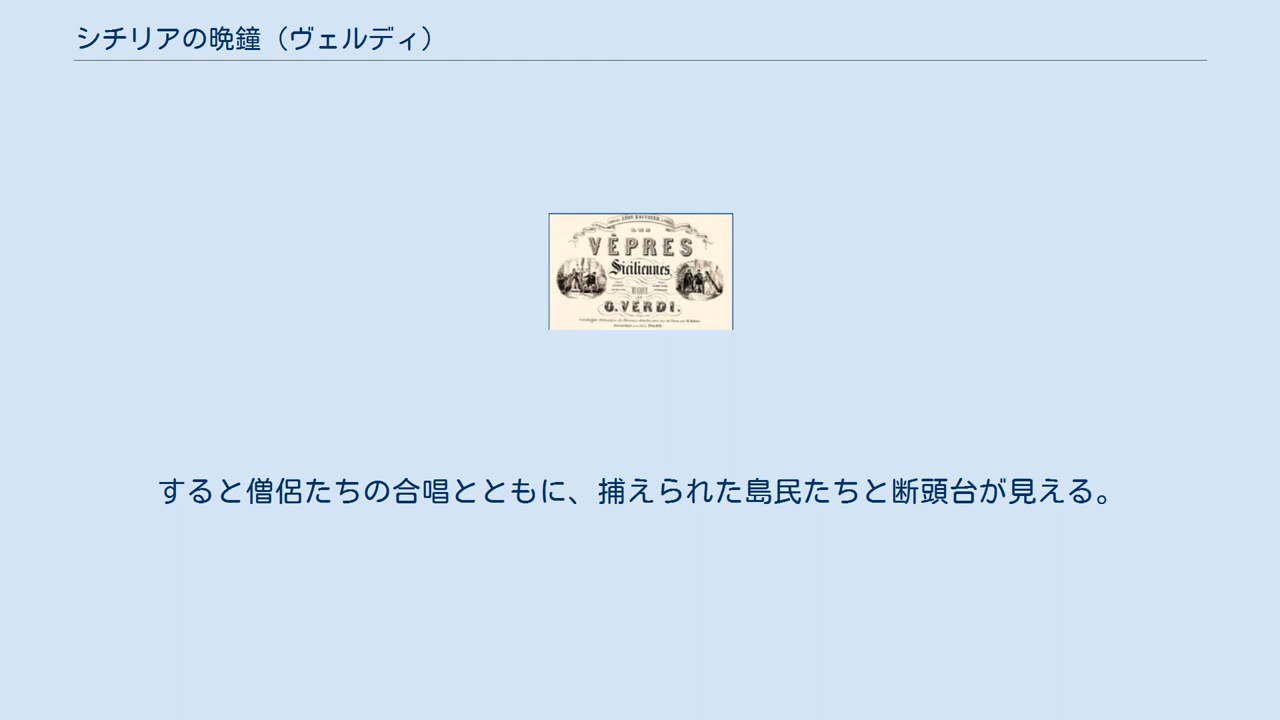 シチリアの晩鐘（ヴェルディ）
LES
VÊPRES
Siciliennes
G. VERDI.
すると僧侶たちの合唱とともに、捕えられた島民たちと断頭台が見える。